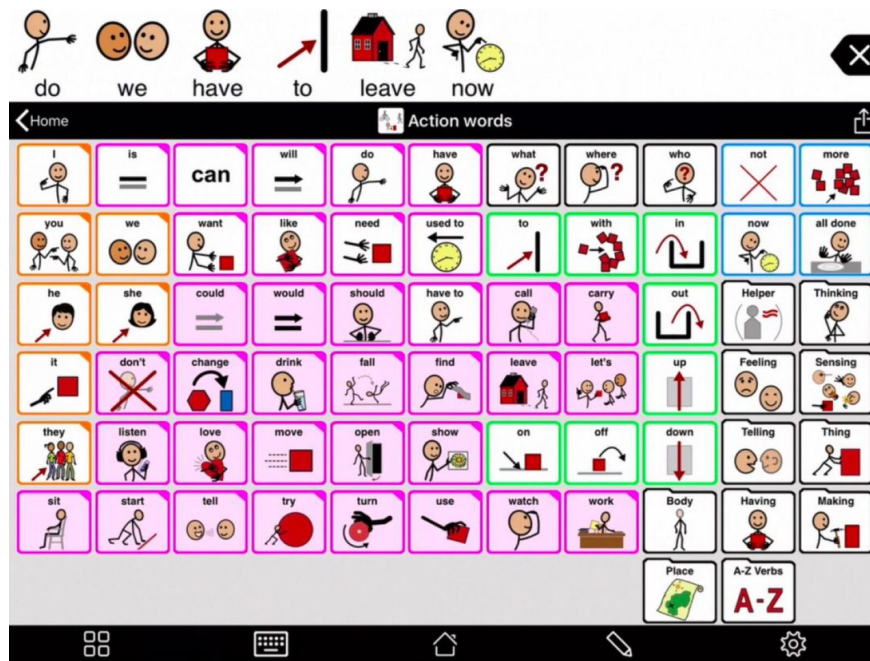 do we have to leave now
Home Action words
I is can will do have what where who not more
you we want like need used to to with in now all done
he she could would should have to call carry out Helper Thinking
it don't change drink fall find leave let's up Feeling Sensing
they listen love move open show on off down Telling Thing
sit start tell try turn use watch work Body Having Making
Place A-Z Verbs
A-Z